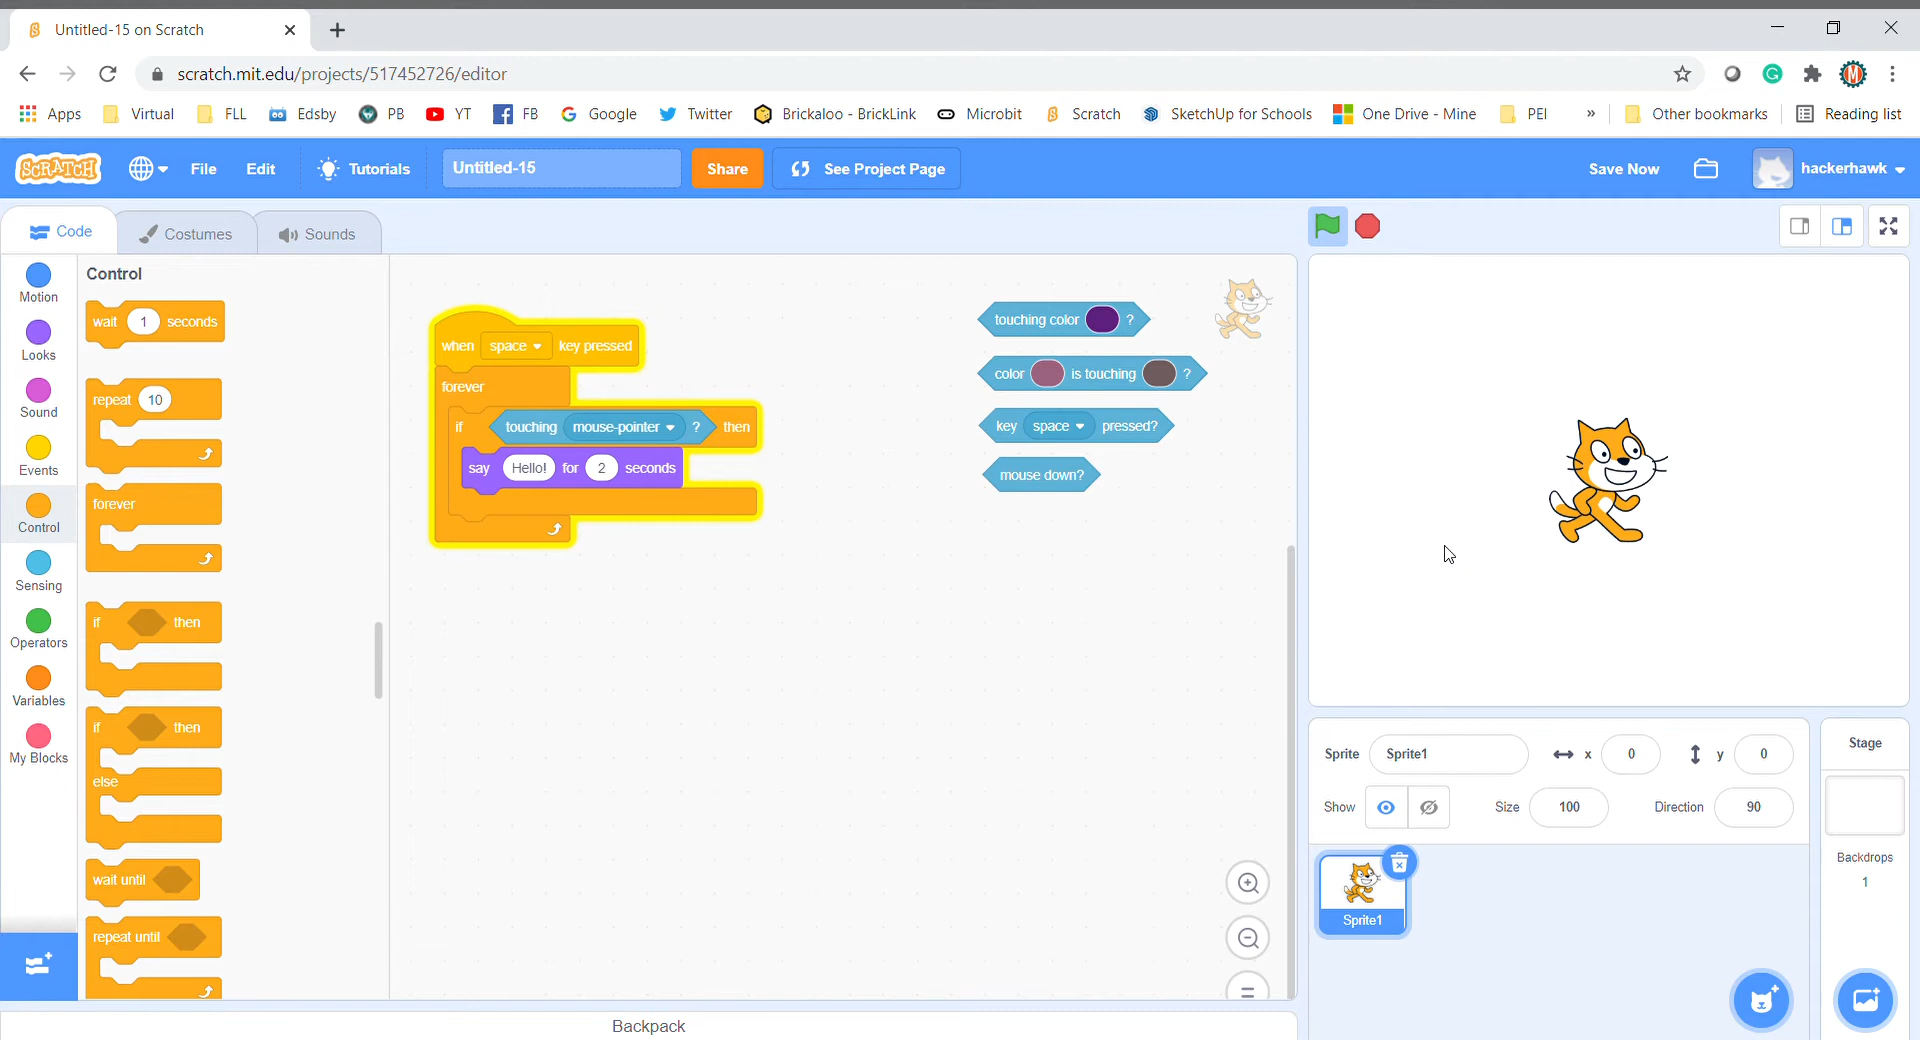 Untitled-15 on Scratch
scratch.mit.edu/projects/517452726/editor
Apps Virtual FLL Edsby PB YT FB Google Twitter Brickaloo - BrickLink Microbit Scratch SketchUp for Schools One Drive - Mine PEI » Other bookmarks Reading list
SCRATCH File Edit Tutorials Untitled-15 Share See Project Page Save Now hackerhawk
Code Costumes Sounds
Motion
Looks
Sound
Events
Control
Sensing
Operators
Variables
My Blocks
Control
wait 1 seconds
repeat 10
forever
if then
if then
else
wait until
repeat until
when space key pressed
forever
if touching mouse-pointer ? then
say Hello! for 2 seconds
touching color ?
color is touching ?
key space pressed?
mouse down?
Backpack
Sprite Sprite1 x 0 y 0
Show Size 100 Direction 90
Sprite1
Stage
Backdrops
1